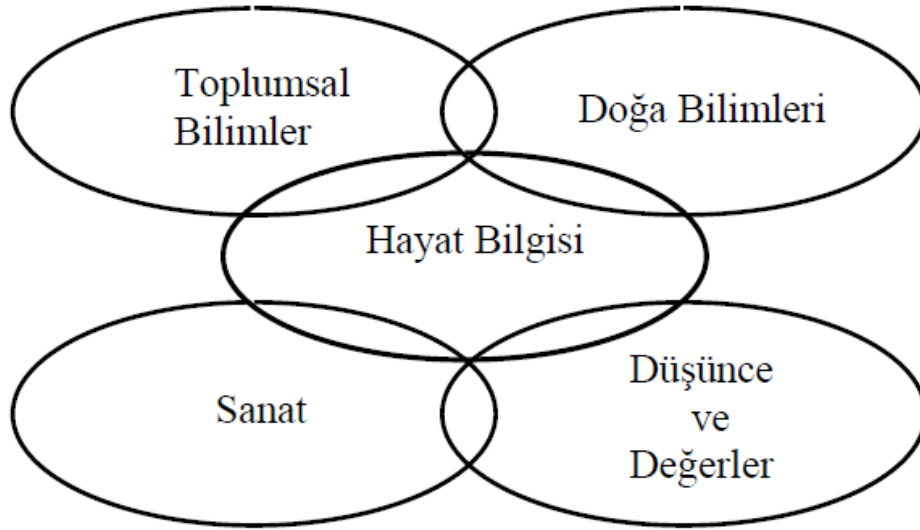 Toplumsal
Bilimler
Doğa Bilimleri
Hayat Bilgisi
Sanat
Düşünce
ve
Değerler